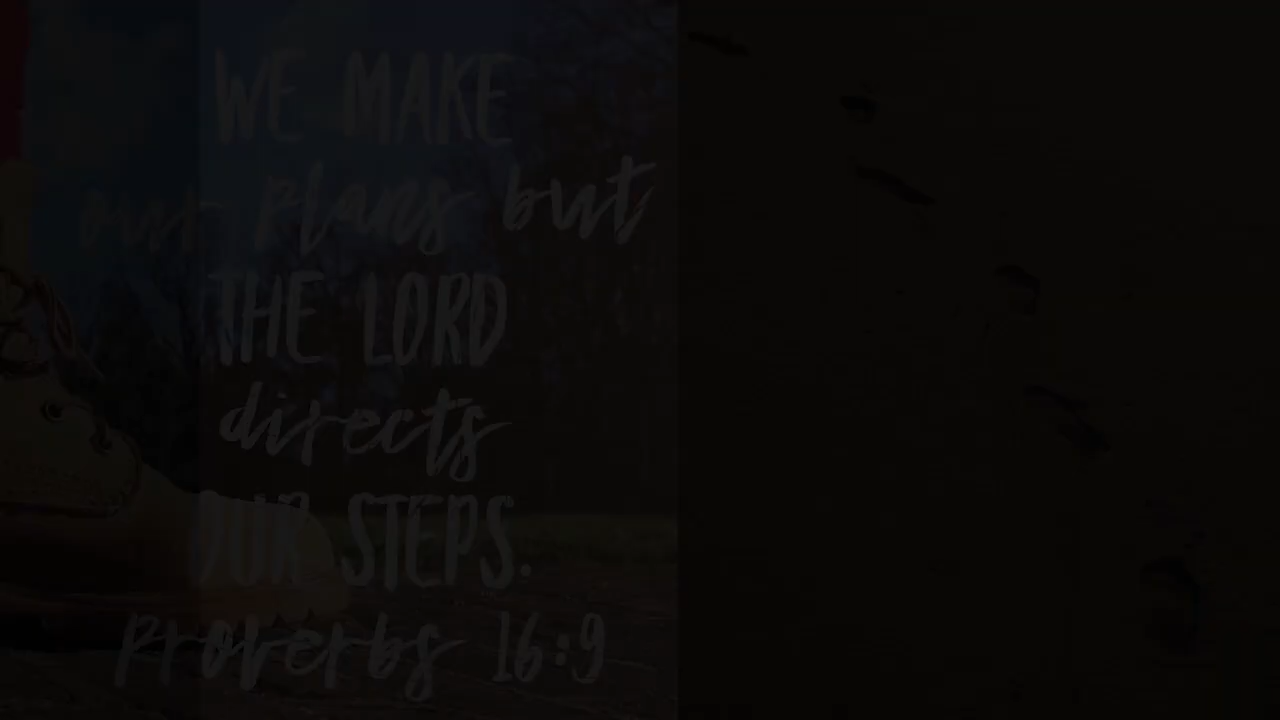 WE MAKE
our plans but
THE LORD
directs
OUR STEPS.
Proverbs 16:9